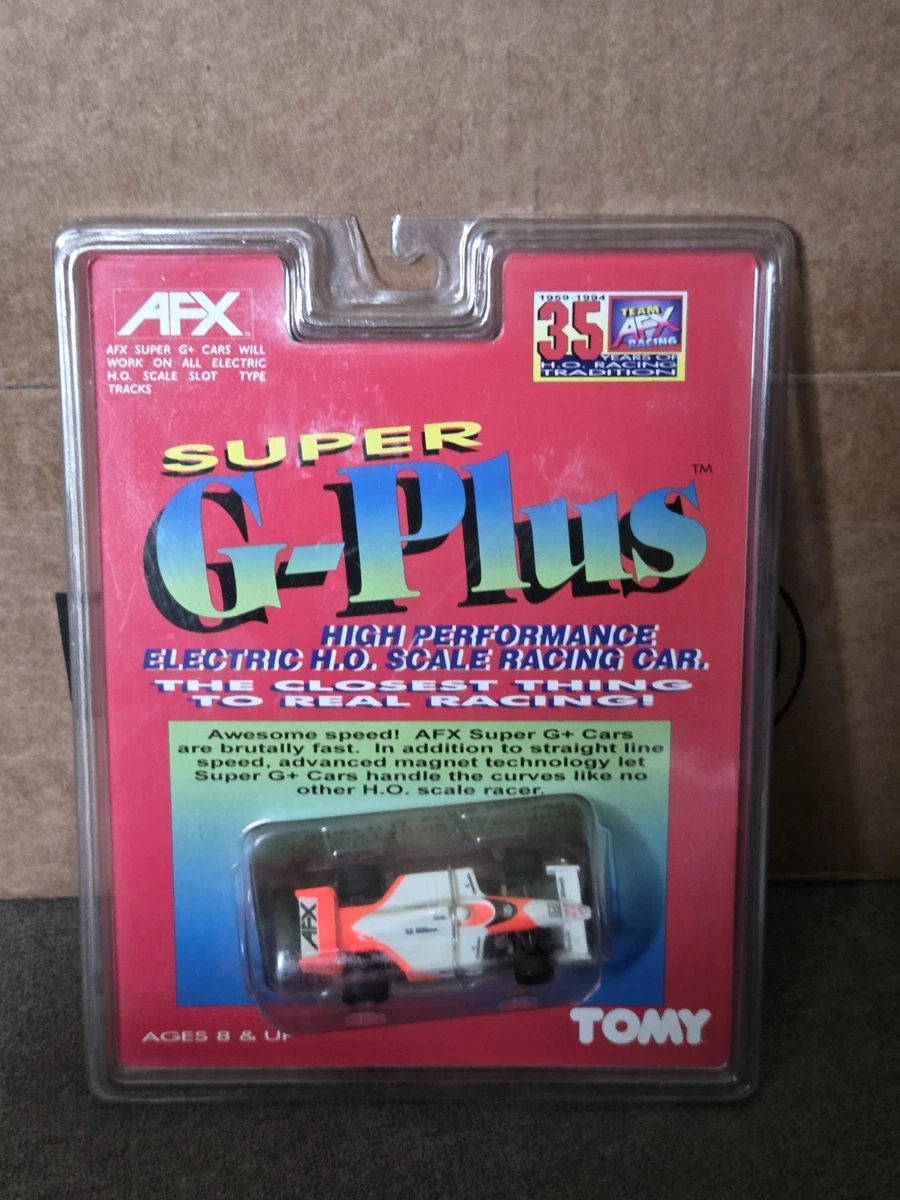 AFX
AFX SUPER G+ CARS WILL
WORK ON ALL ELECTRIC
H.O. SCALE SLOT TYPE
TRACKS
1959-1994
35
TEAM
AFX
RACING
YEARS OF
H.O. RACING
TRADITION
SUPER
G-Plus™
HIGH PERFORMANCE
ELECTRIC H.O. SCALE RACING CAR.
THE CLOSEST THING
TO REAL RACING!
Awesome speed! AFX Super G+ Cars
are brutally fast. In addition to straight line
speed, advanced magnet technology let
Super G+ Cars handle the curves like no
other H.O. scale racer.
AFX
AGES 8 & UP
TOMY